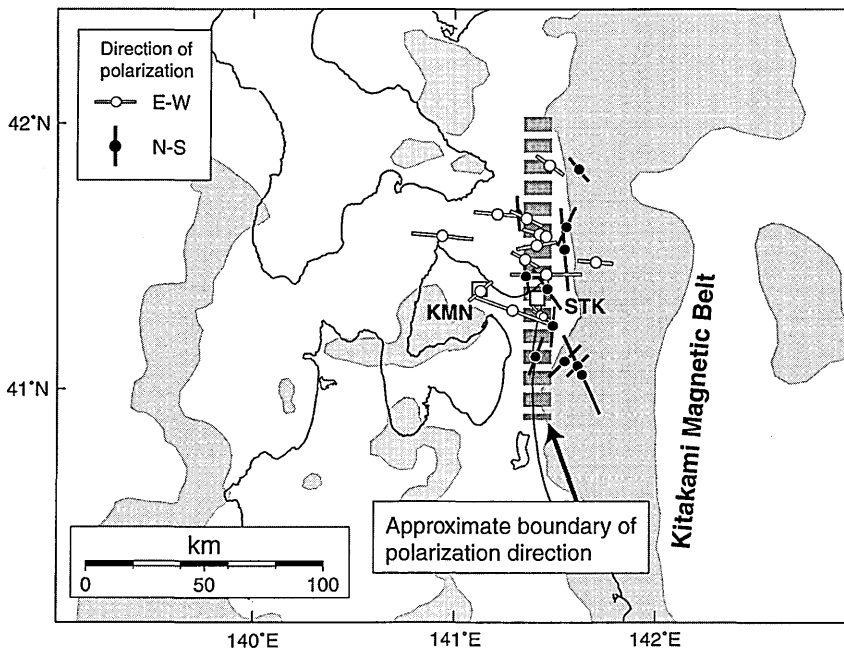 Direction of
polarization
E-W
N-S
42˚N
41˚N
KMN
STK
Kitakami Magnetic Belt
Approximate boundary of
polarization direction
km
0 50 100
140˚E 141˚E 142˚E